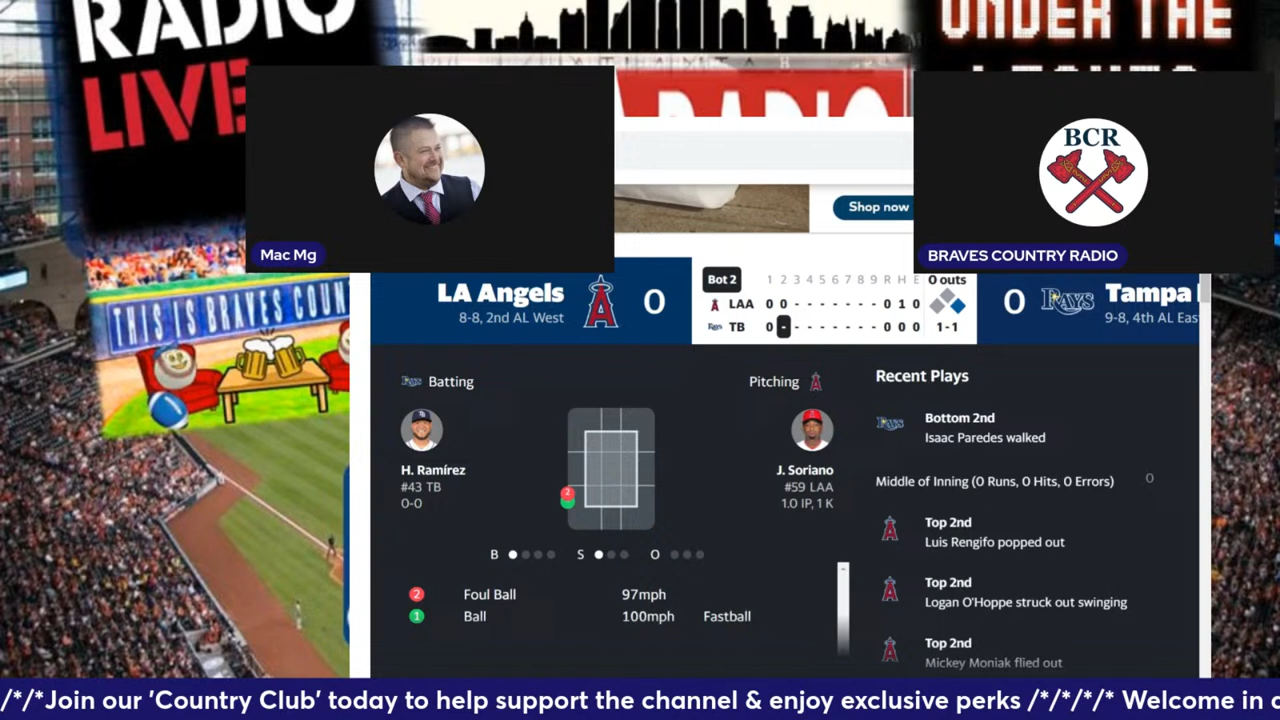 RADIO
LIVE
UNDER THE
RADIO
Shop now
BCR
Mac Mg
BRAVES COUNTRY RADIO
THIS IS BRAVES COUN
LA Angels
8-8, 2nd AL West
A
0
Bot 2
1 2 3 4 5 6 7 8 9 R H E
LAA 0 0 - - - - - - - 0 1 0
TB 0 - - - - - - - - 0 0 0
0 outs
1-1
0
RAYS
Tampa
9-8, 4th AL Eas
Batting
Pitching
H. Ramírez
#43 TB
0-0
J. Soriano
#59 LAA
1.0 IP, 1 K
2
B
S
O
2 Foul Ball 97mph
1 Ball 100mph Fastball
Recent Plays
Bottom 2nd
Isaac Paredes walked
Middle of Inning (0 Runs, 0 Hits, 0 Errors) 0
Top 2nd
Luis Rengifo popped out
Top 2nd
Logan O'Hoppe struck out swinging
Top 2nd
Mickey Moniak flied out
/*/*Join our 'Country Club' today to help support the channel & enjoy exclusive perks /*/*/*/* Welcome in